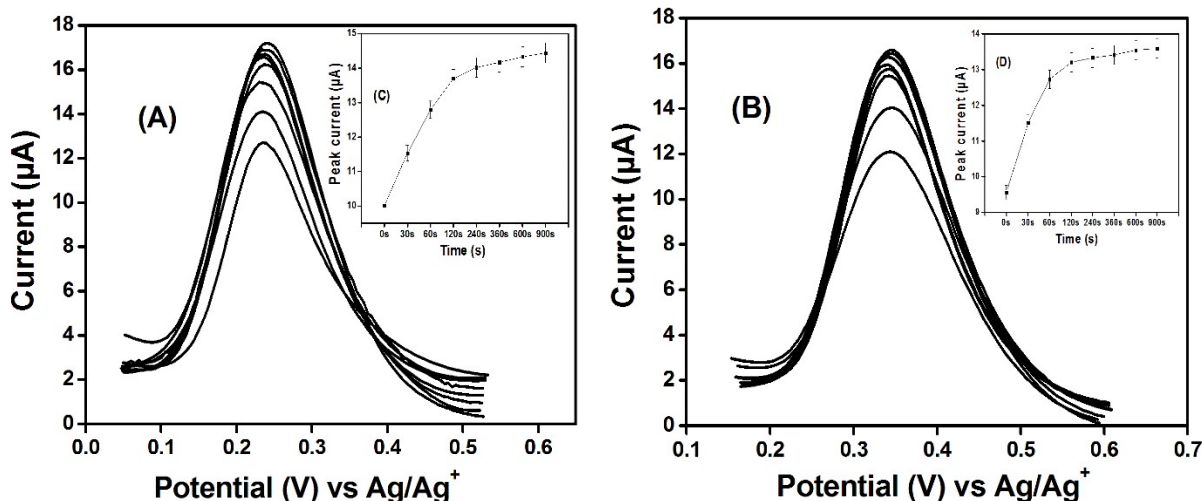 18
16
14
12
10
8
6
4
2
0
Current (µA)
(A)
0.0 0.1 0.2 0.3 0.4 0.5 0.6
Potential (V) vs Ag/Ag+
15
14
13
12
11
10
Peak current (µA)
(C)
0s 30s 60s 120s 240s 360s 600s 900s
Time (s)
18
16
14
12
10
8
6
4
2
0
Current (µA)
(B)
0.1 0.2 0.3 0.4 0.5 0.6 0.7
Potential (V) vs Ag/Ag+
14
13
12
11
10
9
Peak current (µA)
(D)
0s 30s 60s 120s 240s 360s 600s 900s
Time (s)